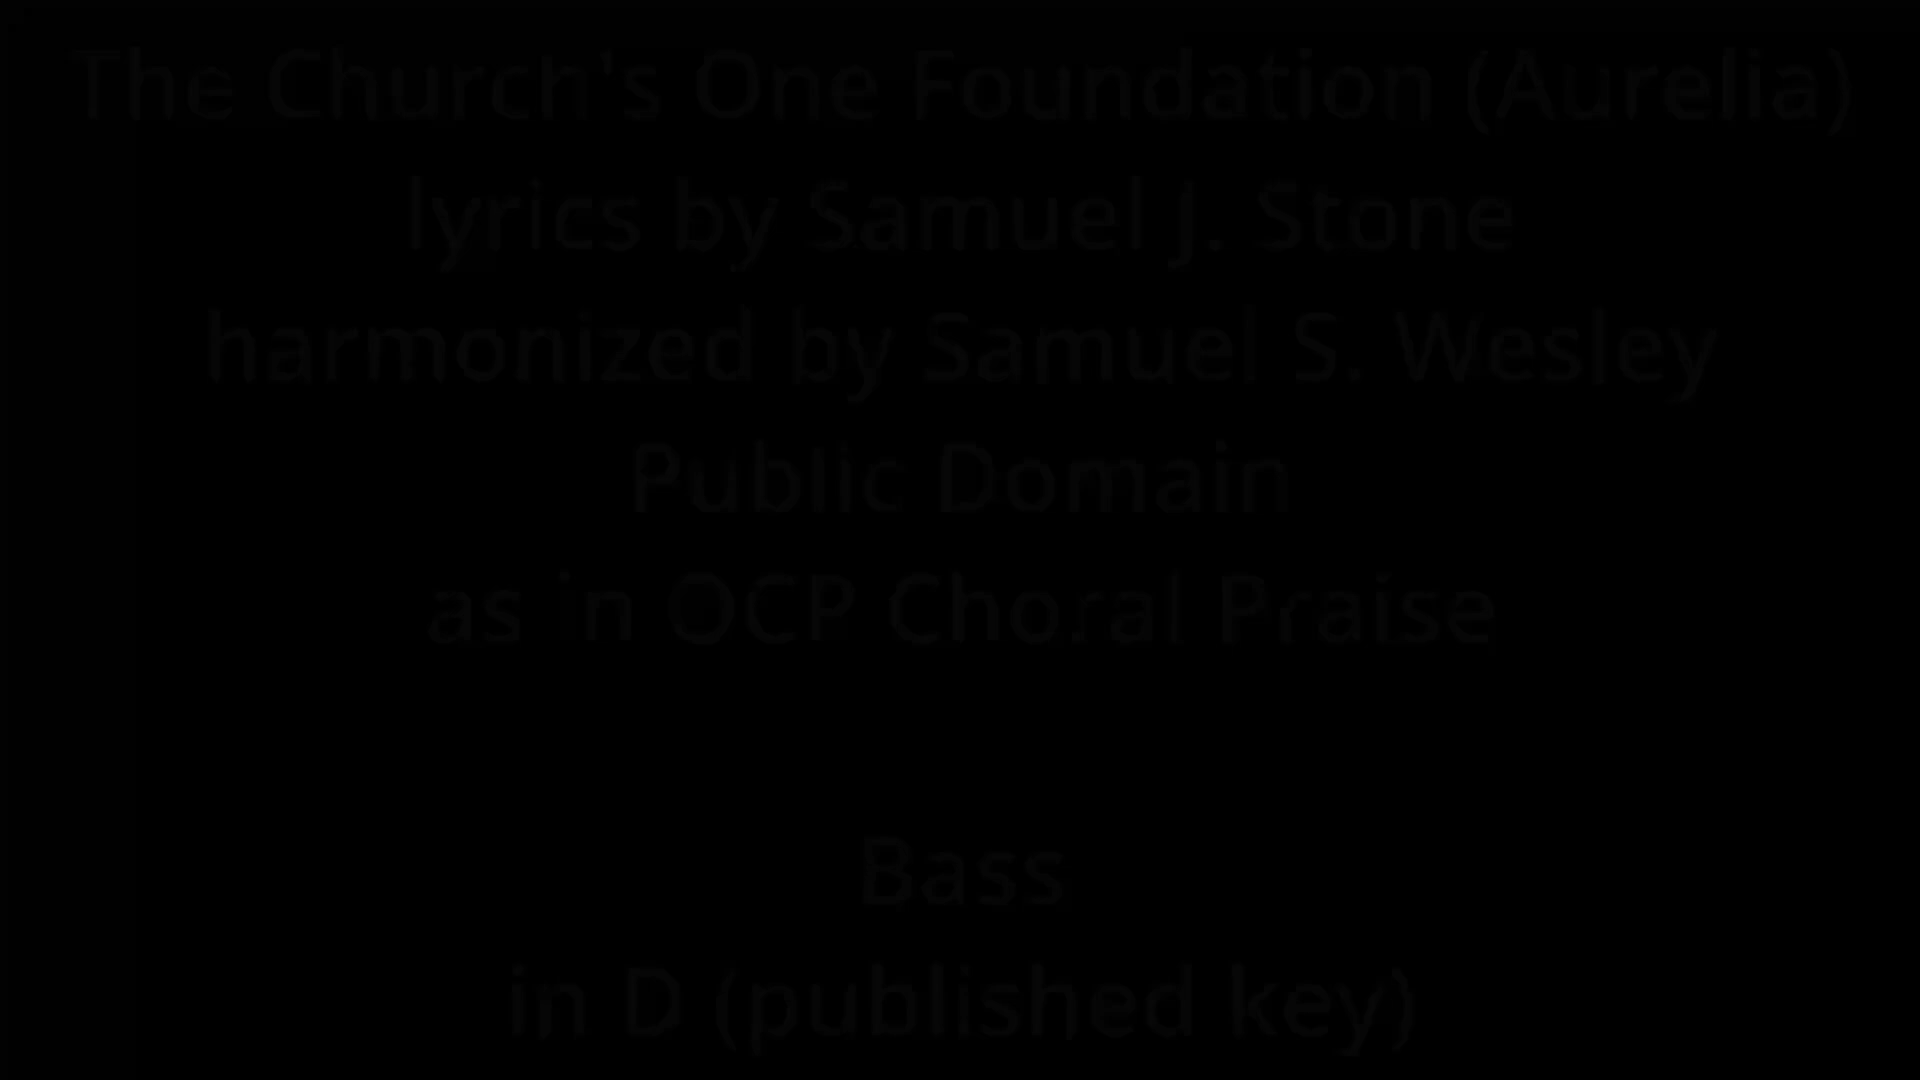 The Church's One Foundation (Aurelia)
lyrics by Samuel J. Stone
harmonized by Samuel S. Wesley
Public Domain
as in OCP Choral Praise
Bass
in D (published key)